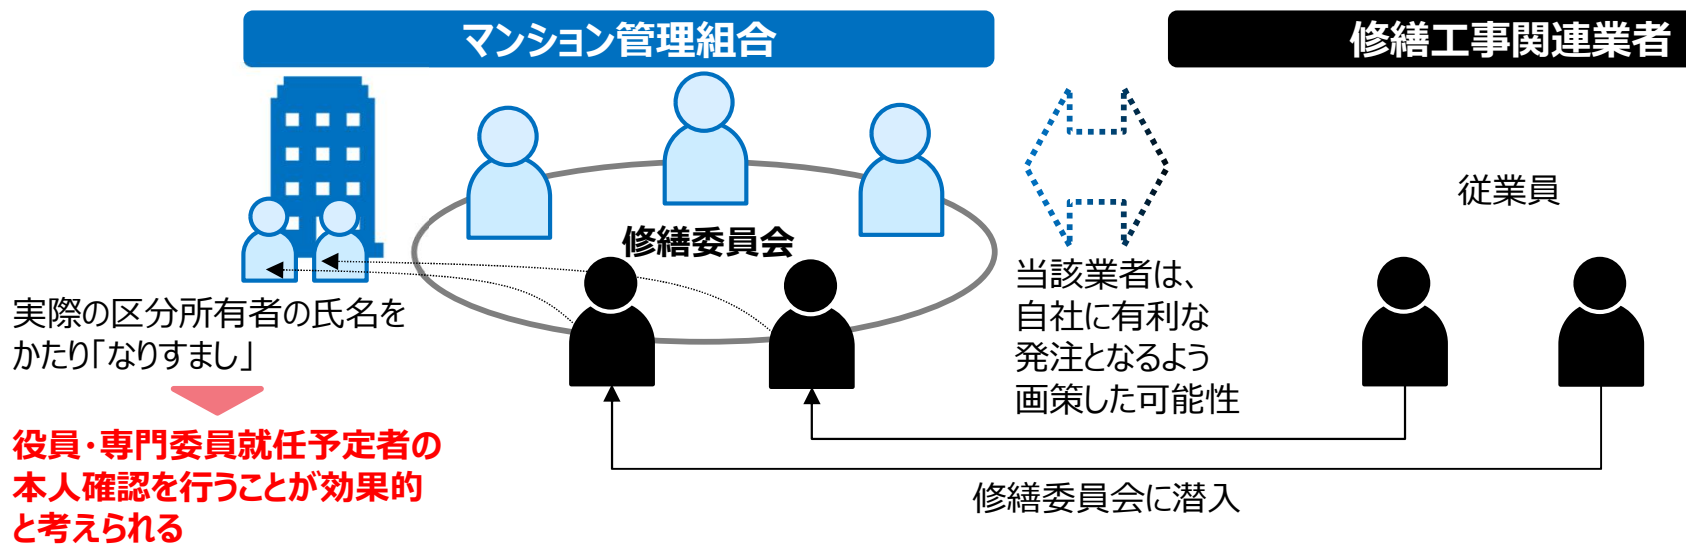 マンション管理組合
修繕工事関連業者
従業員
修繕委員会
実際の区分所有者の氏名を
かたり「なりすまし」
当該業者は、
自社に有利な
発注となるよう
画策した可能性
役員・専門委員就任予定者の
本人確認を行うことが効果的
と考えられる
修繕委員会に潜入